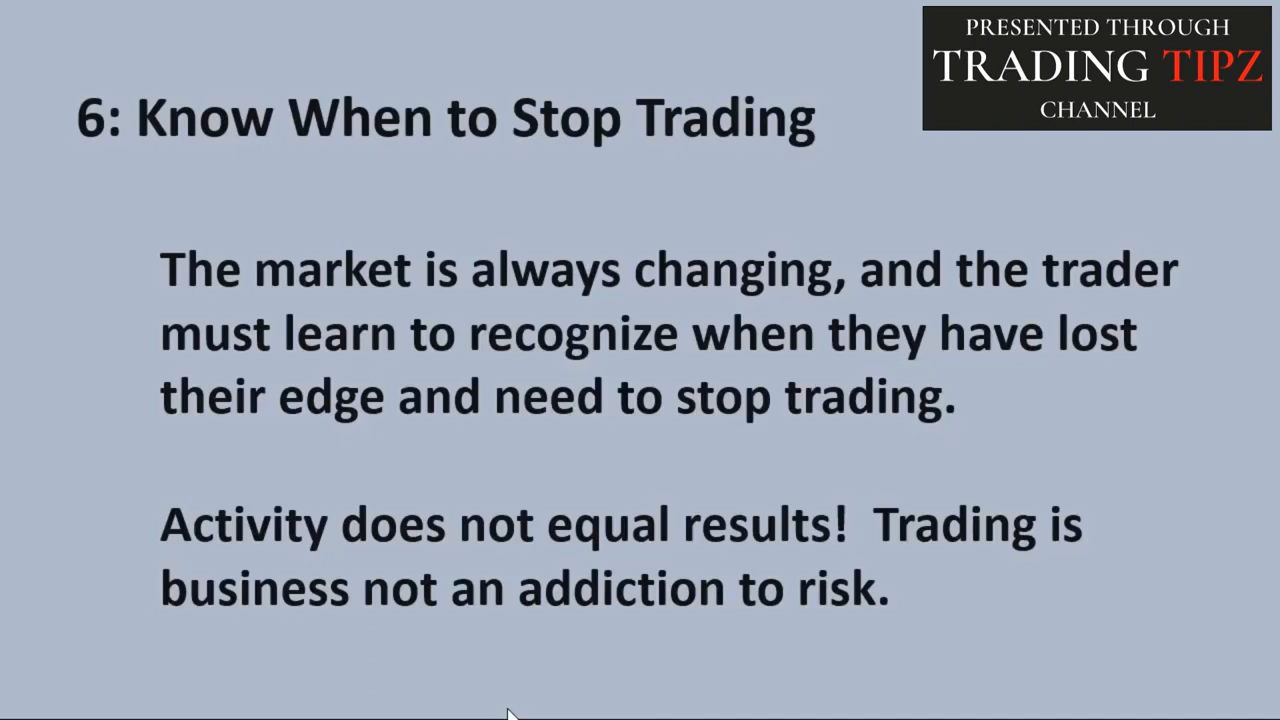 PRESENTED THROUGH
TRADING TIPZ
CHANNEL
6: Know When to Stop Trading
The market is always changing, and the trader
must learn to recognize when they have lost
their edge and need to stop trading.
Activity does not equal results!  Trading is
business not an addiction to risk.